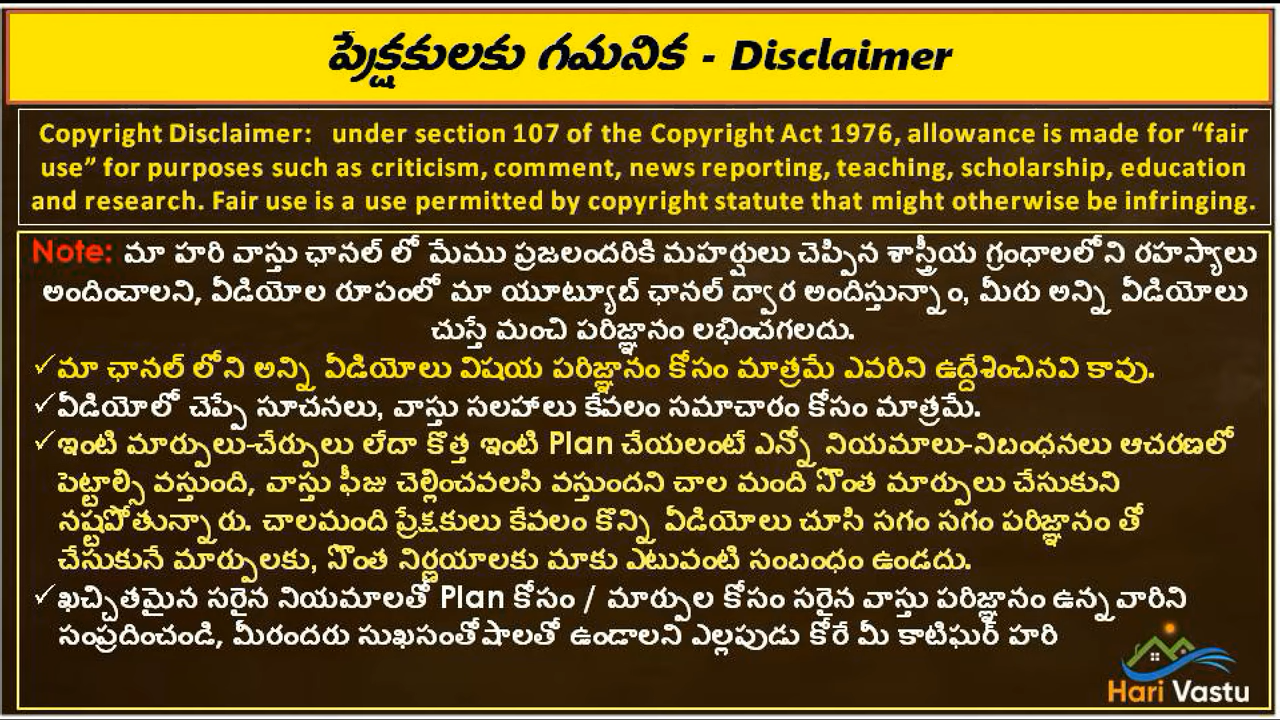 ప్రేక్షకులకు గమనిక - Disclaimer
Copyright Disclaimer: under section 107 of the Copyright Act 1976, allowance is made for “fair
use” for purposes such as criticism, comment, news reporting, teaching, scholarship, education
and research. Fair use is a use permitted by copyright statute that might otherwise be infringing.
Note: మా హరి వాస్తు ఛానల్ లో మేము ప్రజలందరికి మహర్షులు చెప్పిన శాస్త్రీయ గ్రంధాలలోని రహస్యాలు
అందించాలని, వీడియోల రూపంలో మా యూట్యూబ్ ఛానల్ ద్వార అందిస్తున్నాం, మీరు అన్ని వీడియోలు
చుస్తే మంచి పరిజ్ఞానం లభించగలదు.
✓మా ఛానల్ లోని అన్ని వీడియోలు విషయ పరిజ్ఞానం కోసం మాత్రమే ఎవరిని ఉద్దేశించినవి కావు.
✓వీడియోలో చెప్పే సూచనలు, వాస్తు సలహాలు కేవలం సమాచారం కోసం మాత్రమే.
✓ఇంటి మార్పులు-చేర్పులు లేదా కొత్త ఇంటి Plan చేయలంటే ఎన్నో నియమాలు-నిబంధనలు ఆచరణలో
పెట్టాల్సి వస్తుంది, వాస్తు ఫీజు చెల్లించవలసి వస్తుందని చాల మంది సొంత మార్పులు చేసుకుని
నష్టపోతున్నారు. చాలమంది ప్రేక్షకులు కేవలం కొన్ని వీడియోలు చూసి సగం సగం పరిజ్ఞానం తో
చేసుకునే మార్పులకు, సొంత నిర్ణయాలకు మాకు ఎటువంటి సంబంధం ఉండదు.
✓ఖచ్చితమైన సరైన నియమాలతో Plan కోసం / మార్పుల కోసం సరైన వాస్తు పరిజ్ఞానం ఉన్నవారిని
సంప్రదించండి, మీరందరు సుఖసంతోషాలతో ఉండాలని ఎల్లపుడు కోరే మీ కాటిఘర్ హరి
Hari Vastu